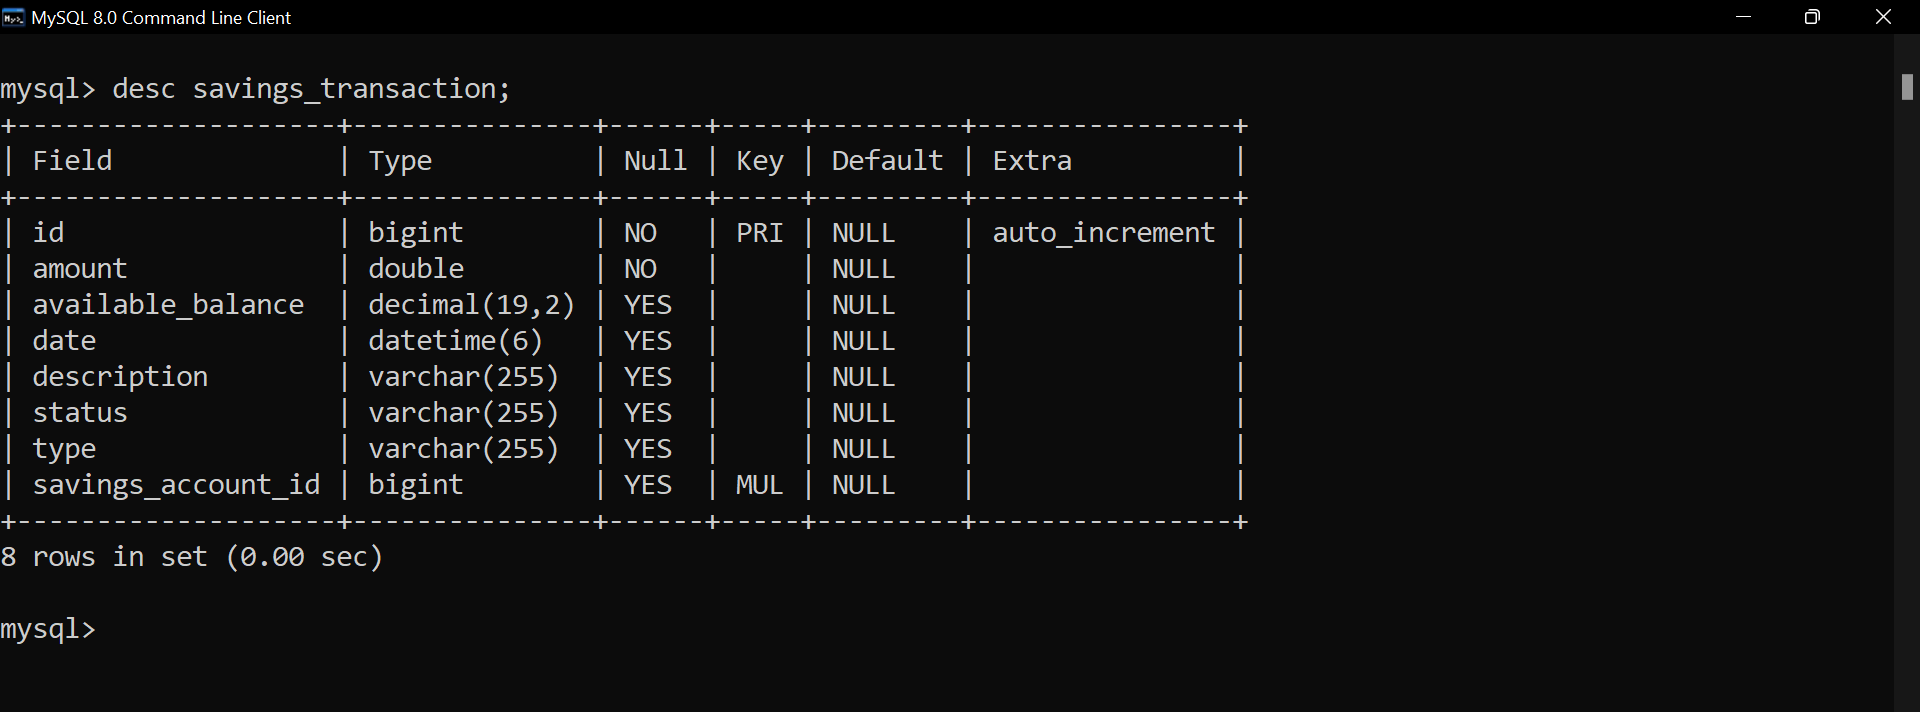 MySQL 8.0 Command Line Client
mysql> desc savings_transaction;
+--------------------+---------------+------+-----+---------+----------------+
| Field              | Type          | Null | Key | Default | Extra          |
+--------------------+---------------+------+-----+---------+----------------+
| id                 | bigint        | NO   | PRI | NULL    | auto_increment |
| amount             | double        | NO   |     | NULL    |                |
| available_balance  | decimal(19,2) | YES  |     | NULL    |                |
| date               | datetime(6)   | YES  |     | NULL    |                |
| description        | varchar(255)  | YES  |     | NULL    |                |
| status             | varchar(255)  | YES  |     | NULL    |                |
| type               | varchar(255)  | YES  |     | NULL    |                |
| savings_account_id | bigint        | YES  | MUL | NULL    |                |
+--------------------+---------------+------+-----+---------+----------------+
8 rows in set (0.00 sec)
mysql>